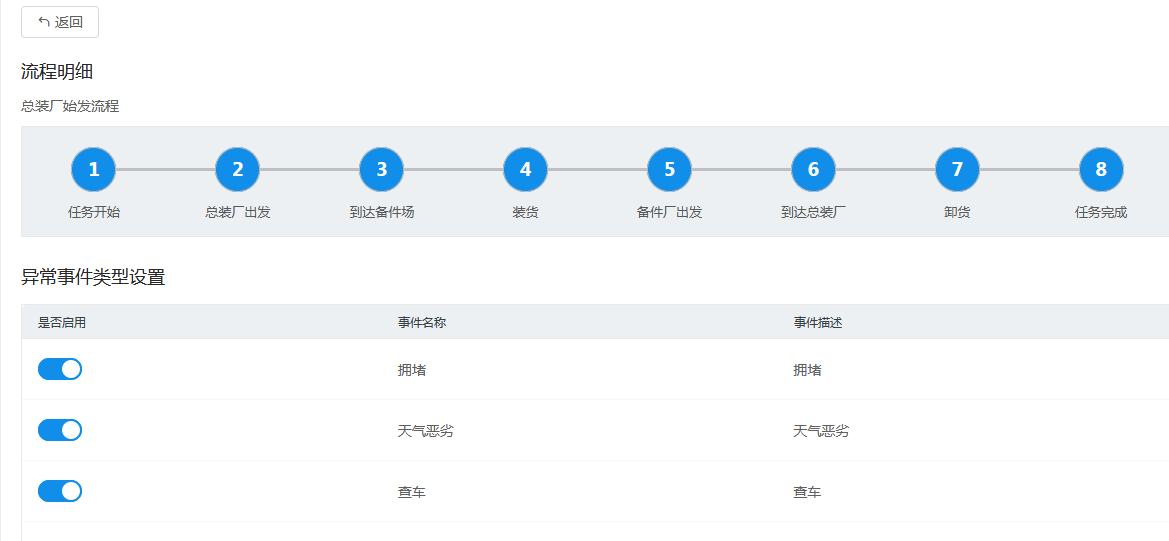 返回
流程明细
总装厂始发流程
1 2 3 4 5 6 7 8
任务开始 总装厂出发 到达备件场 装货 备件厂出发 到达总装厂 卸货 任务完成
异常事件类型设置
是否启用 事件名称 事件描述
拥堵 拥堵
天气恶劣 天气恶劣
查车 查车